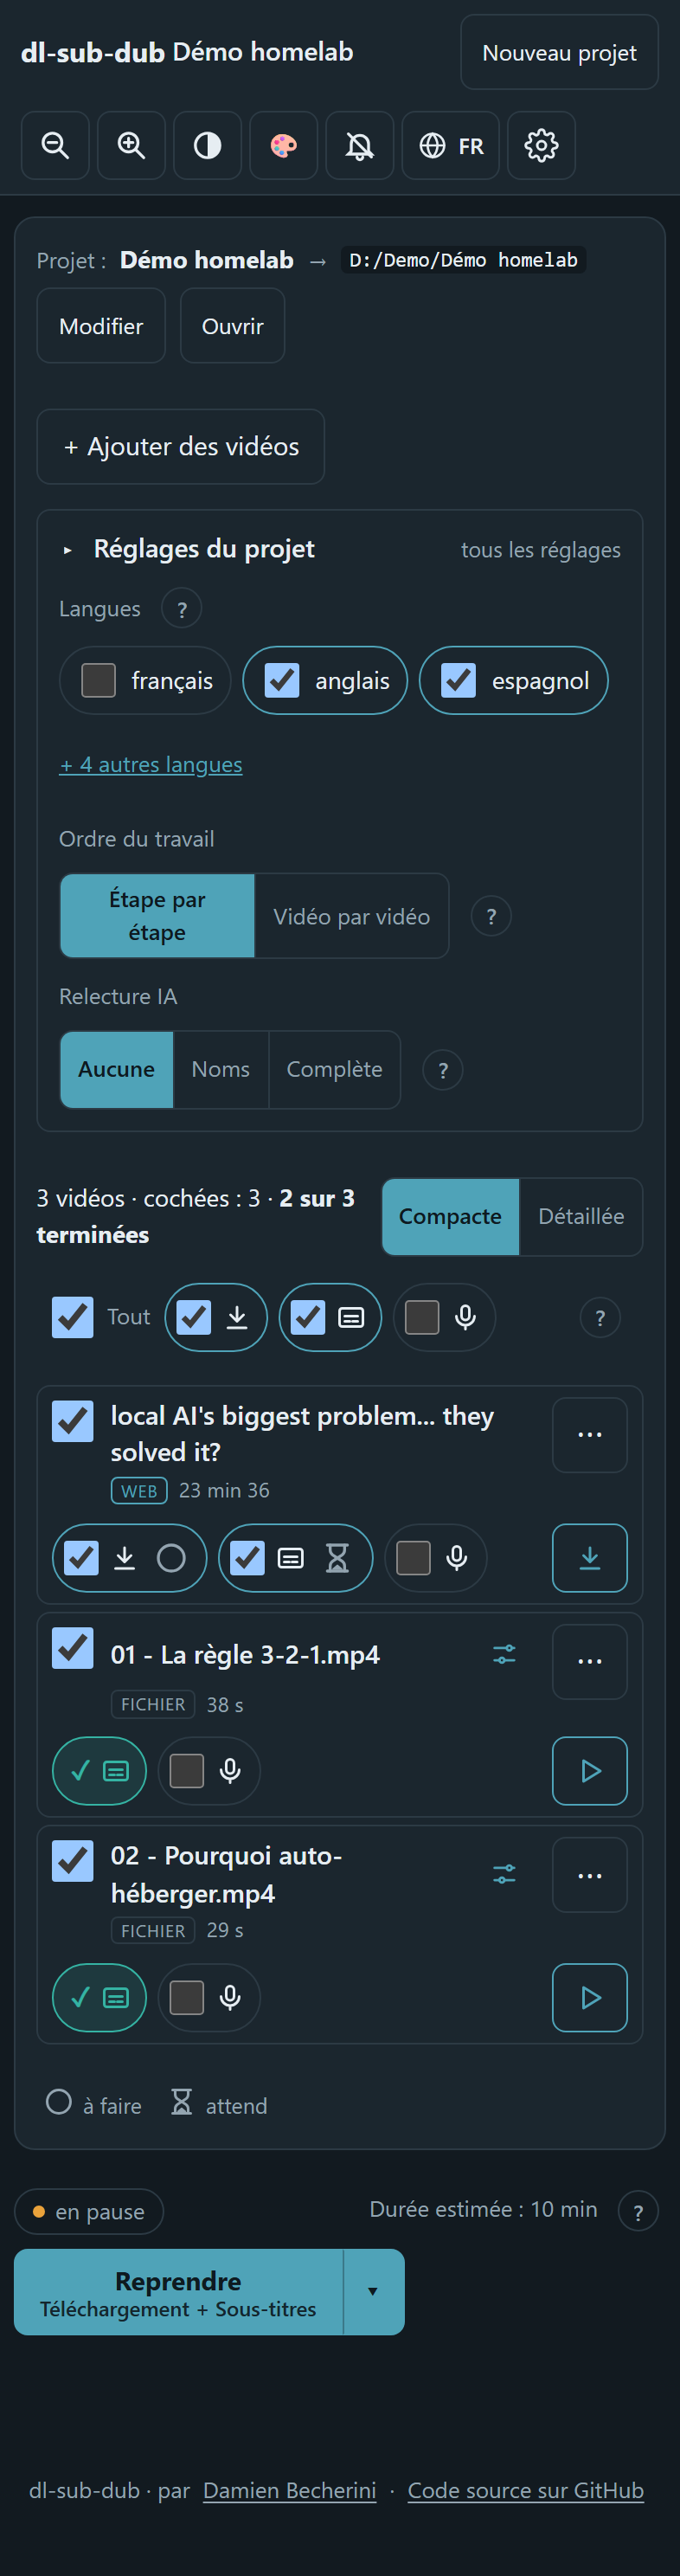 dl-sub-dub Démo homelab
Nouveau projet
FR
Projet : Démo homelab → D:/Demo/Démo homelab
Modifier
Ouvrir
+ Ajouter des vidéos
▸ Réglages du projet
tous les réglages
Langues ?
français
anglais
espagnol
+ 4 autres langues
Ordre du travail
Étape par
étape
Vidéo par vidéo
?
Relecture IA
Aucune
Noms
Complète
?
3 vidéos · cochées : 3 · 2 sur 3
terminées
Compacte
Détaillée
Tout
?
local AI's biggest problem... they
solved it?
...
WEB 23 min 36
01 - La règle 3-2-1.mp4
...
FICHIER 38 s
02 - Pourquoi auto-
héberger.mp4
...
FICHIER 29 s
à faire
attend
en pause
Durée estimée : 10 min ?
Reprendre
Téléchargement + Sous-titres
▾
dl-sub-dub · par Damien Becherini · Code source sur GitHub